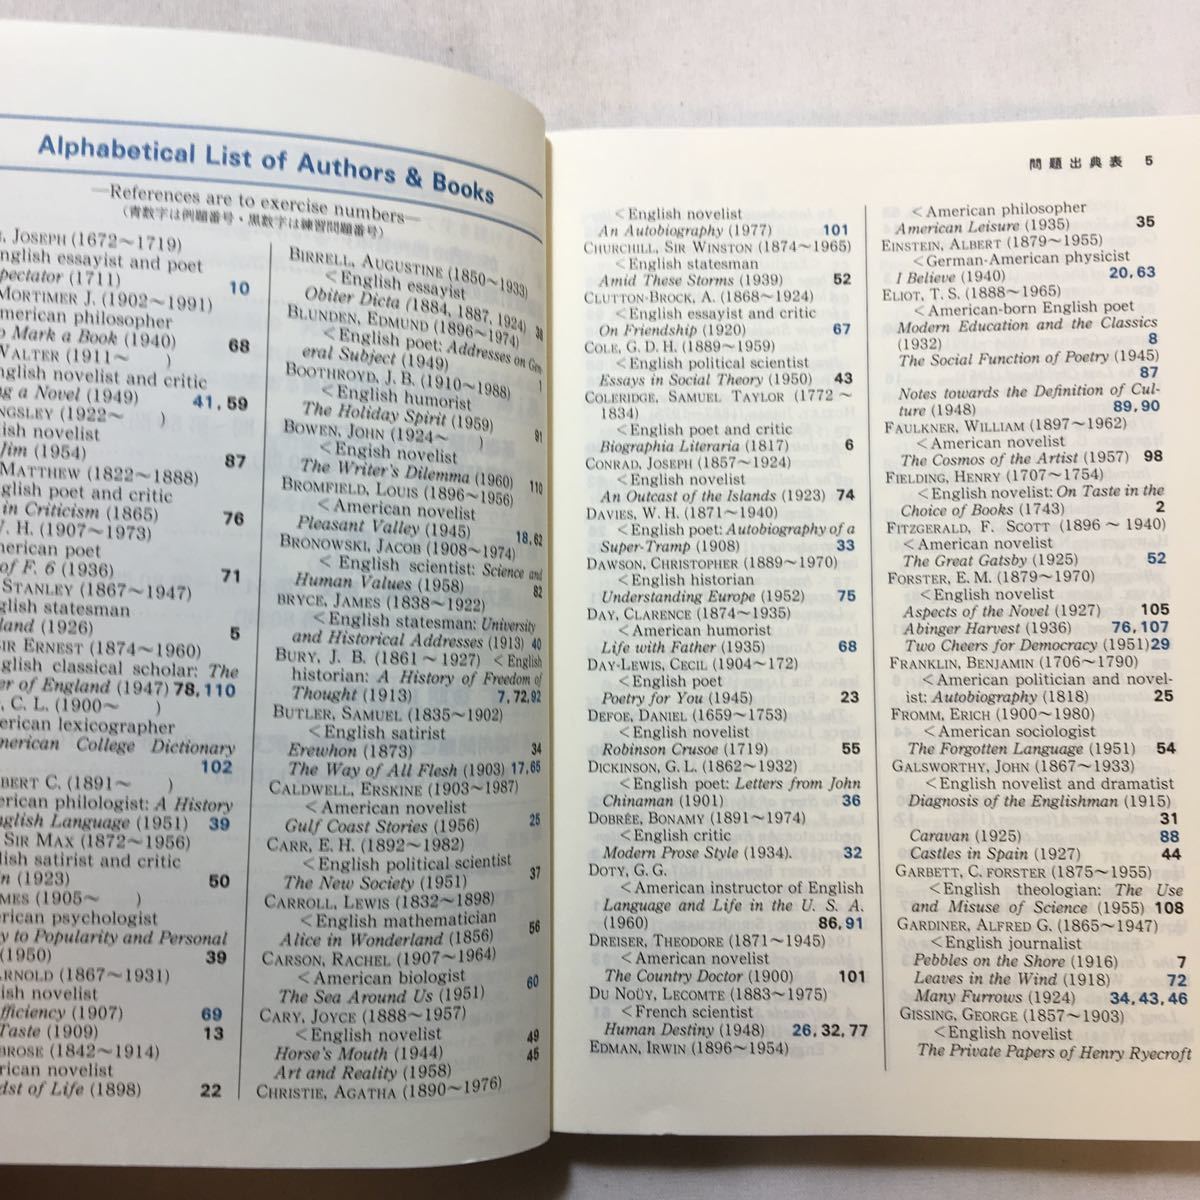 Alphabetical List of Authors & Books
—References are to exercise numbers—
(青数字は例題番号・黒数字は練習問題番号)
JOSEPH (1672～1719)
English essayist and poet
Spectator (1711) 10
MORTIMER J. (1902～1991)
American philosopher
to Mark a Book (1940) 68
WALTER (1911～ )
English novelist and critic
a Novel (1949) 41, 59
KINGSLEY (1922～ )
English novelist
Jim (1954) 87
MATTHEW (1822～1888)
English poet and critic
in Criticism (1865) 76
W. H. (1907～1973)
American poet
of F. 6 (1936) 71
STANLEY (1867～1947)
English statesman
(1926) 5
SIR ERNEST (1874～1960)
English classical scholar: The
of England (1947) 78, 110
C. L. (1900～ )
American lexicographer
American College Dictionary
102
C. (1891～ )
American philologist: A History
English Language (1951) 39
SIR MAX (1872～1956)
English satirist and critic
(1923) 50
(1905～ )
American psychologist
to Popularity and Personal
(1950) 39
ARNOLD (1867～1931)
English novelist
Efficiency (1907) 69
Taste (1909) 13
(1842～1914)
American novelist
Midst of Life (1898) 22
BIRRELL, AUGUSTINE (1850～1933)
<English essayist
Obiter Dicta (1884, 1887, 1924) 38
BLUNDEN, EDMUND (1896～1974)
<English poet: Addresses on Gen-
eral Subject (1949) 1
BOOTHROYD, J. B. (1910～1988)
<English humorist
The Holiday Spirit (1959) 91
BOWEN, JOHN (1924～ )
<Engish novelist
The Writer's Dilemma (1960) 110
BROMFIELD, LOUIS (1896～1956)
<American novelist
Pleasant Valley (1945) 18, 62
BRONOWSKI, JACOB (1908～1974)
< English scientist: Science and
Human Values (1958) 82
BRYCE, JAMES (1838～1922)
<English statesman: University
and Historical Addresses (1913) 40
BURY, J. B. (1861～1927) <English
historian: A History of Freedom of
Thought (1913) 7, 72, 92
BUTLER, SAMUEL (1835～1902)
<English satirist
Erewhon (1873) 34
The Way of All Flesh (1903) 17, 65
CALDWELL, ERSKINE (1903～1987)
<American novelist
Gulf Coast Stories (1956) 25
CARR, E. H. (1892～1982)
<English political scientist
The New Society (1951) 37
CARROLL, LEWIS (1832～1898)
<English mathematician
Alice in Wonderland (1856) 56
CARSON, RACHEL (1907～1964)
<American biologist
The Sea Around Us (1951) 60
CARY, JOYCE (1888～1957)
<English novelist
Horse's Mouth (1944) 49
Art and Reality (1958) 45
CHRISTIE, AGATHA (1890～1976)
問題出典表 5
<English novelist
An Autobiography (1977) 101
CHURCHILL, SIR WINSTON (1874～1965)
<English statesman
Amid These Storms (1939) 52
CLUTTON-BROCK, A. (1868～1924)
<English essayist and critic
On Friendship (1920) 67
COLE, G. D. H. (1889～1959)
<English political scientist
Essays in Social Theory (1950) 43
COLERIDGE, SAMUEL TAYLOR (1772～
1834)
<English poet and critic
Biographia Literaria (1817) 6
CONRAD, JOSEPH (1857～1924)
<English novelist
An Outcast of the Islands (1923) 74
DAVIES, W. H. (1871～1940)
<English poet: Autobiography of a
Super-Tramp (1908) 33
DAWSON, CHRISTOPHER (1889～1970)
<English historian
Understanding Europe (1952) 75
DAY, CLARENCE (1874～1935)
<American humorist
Life with Father (1935) 68
DAY-LEWIS, CECIL (1904～172)
<English poet
Poetry for You (1945) 23
DEFOE, DANIEL (1659～1753)
<English novelist
Robinson Crusoe (1719) 55
DICKINSON, G. L. (1862～1932)
<English poet: Letters from John
Chinaman (1901) 36
DOBRÉE, BONAMY (1891～1974)
<English critic
Modern Prose Style (1934). 32
DOTY, G. G.
<American instructor of English
Language and Life in the U. S. A.
(1960) 86, 91
DREISER, THEODORE (1871～1945)
<American novelist
The Country Doctor (1900) 101
DU NOÜY, LECOMTE (1883～1975)
<French scientist
Human Destiny (1948) 26, 32, 77
EDMAN, IRWIN (1896～1954)
<American philosopher
American Leisure (1935) 35
EINSTEIN, ALBERT (1879～1955)
<German-American physicist
I Believe (1940) 20, 63
ELIOT, T. S. (1888～1965)
<American-born English poet
Modern Education and the Classics
(1932) 8
The Social Function of Poetry (1945)
87
Notes towards the Definition of Cul-
ture (1948) 89, 90
FAULKNER, WILLIAM (1897～1962)
<American novelist
The Cosmos of the Artist (1957) 98
FIELDING, HENRY (1707～1754)
<English novelist: On Taste in the
Choice of Books (1743) 2
FITZGERALD, F. SCOTT (1896～1940)
<American novelist
The Great Gatsby (1925) 52
FORSTER, E. M. (1879～1970)
<English novelist
Aspects of the Novel (1927) 105
Abinger Harvest (1936) 76, 107
Two Cheers for Democracy (1951) 29
FRANKLIN, BENJAMIN (1706～1790)
<American politician and novel-
ist: Autobiography (1818) 25
FROMM, ERICH (1900～1980)
<American sociologist
The Forgotten Language (1951) 54
GALSWORTHY, JOHN (1867～1933)
<English novelist and dramatist
Diagnosis of the Englishman (1915)
31
Caravan (1925) 88
Castles in Spain (1927) 44
GARBETT, C. FORSTER (1875～1955)
<English theologian: The Use
and Misuse of Science (1955) 108
GARDINER, ALFRED G. (1865～1947)
<English journalist
Pebbles on the Shore (1916) 7
Leaves in the Wind (1918) 72
Many Furrows (1924) 34, 43, 46
GISSING, GEORGE (1857～1903)
<English novelist
The Private Papers of Henry Ryecroft